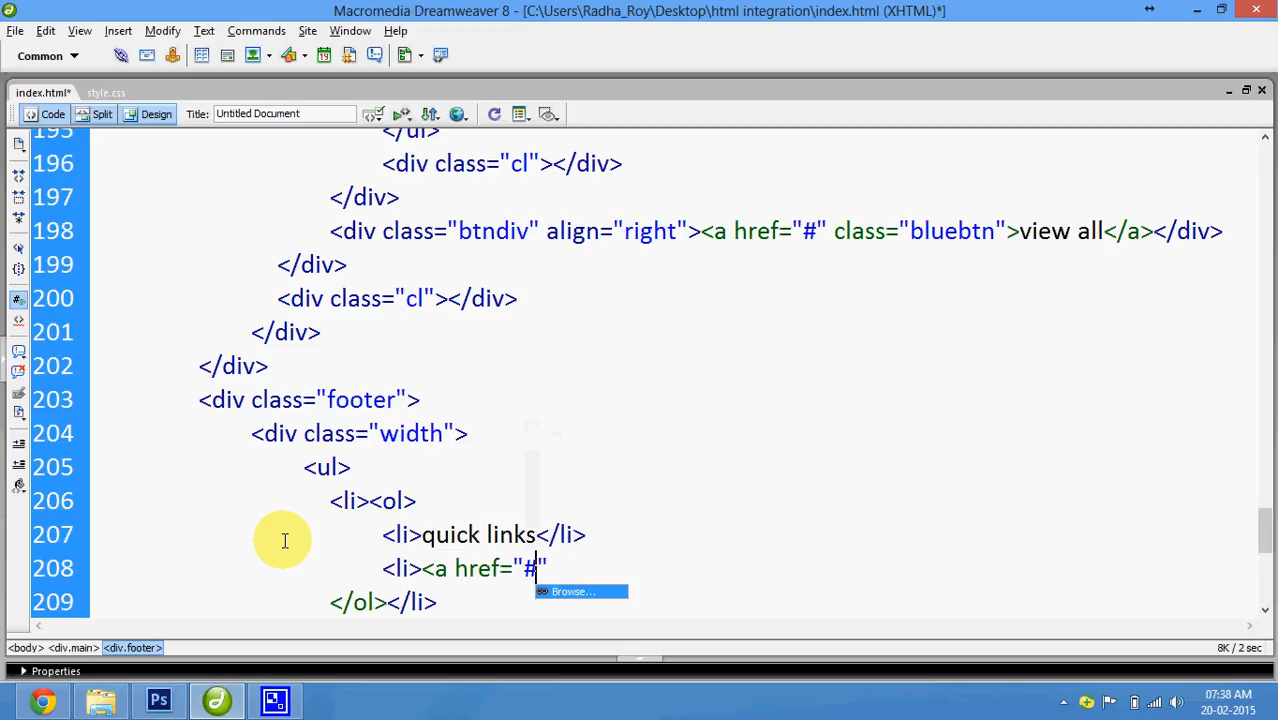 Macromedia Dreamweaver 8 - [C:\Users\Radha_Roy\Desktop\html integration\index.html (XHTML)*]
File Edit View Insert Modify Text Commands Site Window Help
Common
index.html* style.css
Code Split Design Title: Untitled Document
195 </ul>
196 <div class="cl"></div>
197 </div>
198 <div class="btndiv" align="right"><a href="#" class="bluebtn">view all</a></div>
199 </div>
200 <div class="cl"></div>
201 </div>
202 </div>
203 <div class="footer">
204 <div class="width">
205 <ul>
206 <li><ol>
207 <li>quick links</li>
208 <li><a href="#"
Browse...
209 </ol></li>
<body> <div.main> <div.footer> 8K / 2 sec
Properties
Ps
07:38 AM
20-02-2015